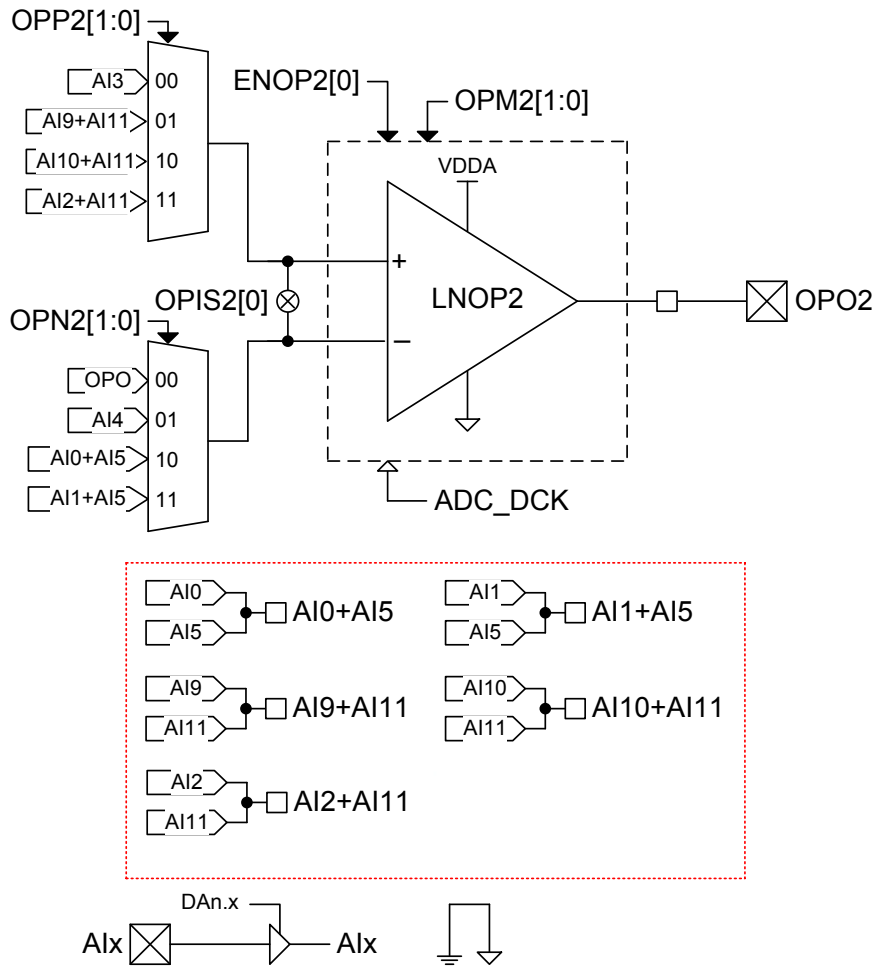 OPP2[1:0]
AI3 00
AI9+AI11 01
AI10+AI11 10
AI2+AI11 11
ENOP2[0]
OPM2[1:0]
VDDA
+
LNOP2
−
OPO2
OPIS2[0]
OPN2[1:0]
OPO 00
AI4 01
AI0+AI5 10
AI1+AI5 11
ADC_DCK
AI0
AI5
AI0+AI5
AI1
AI5
AI1+AI5
AI9
AI11
AI9+AI11
AI10
AI11
AI10+AI11
AI2
AI11
AI2+AI11
DAn.x
AIx
AIx